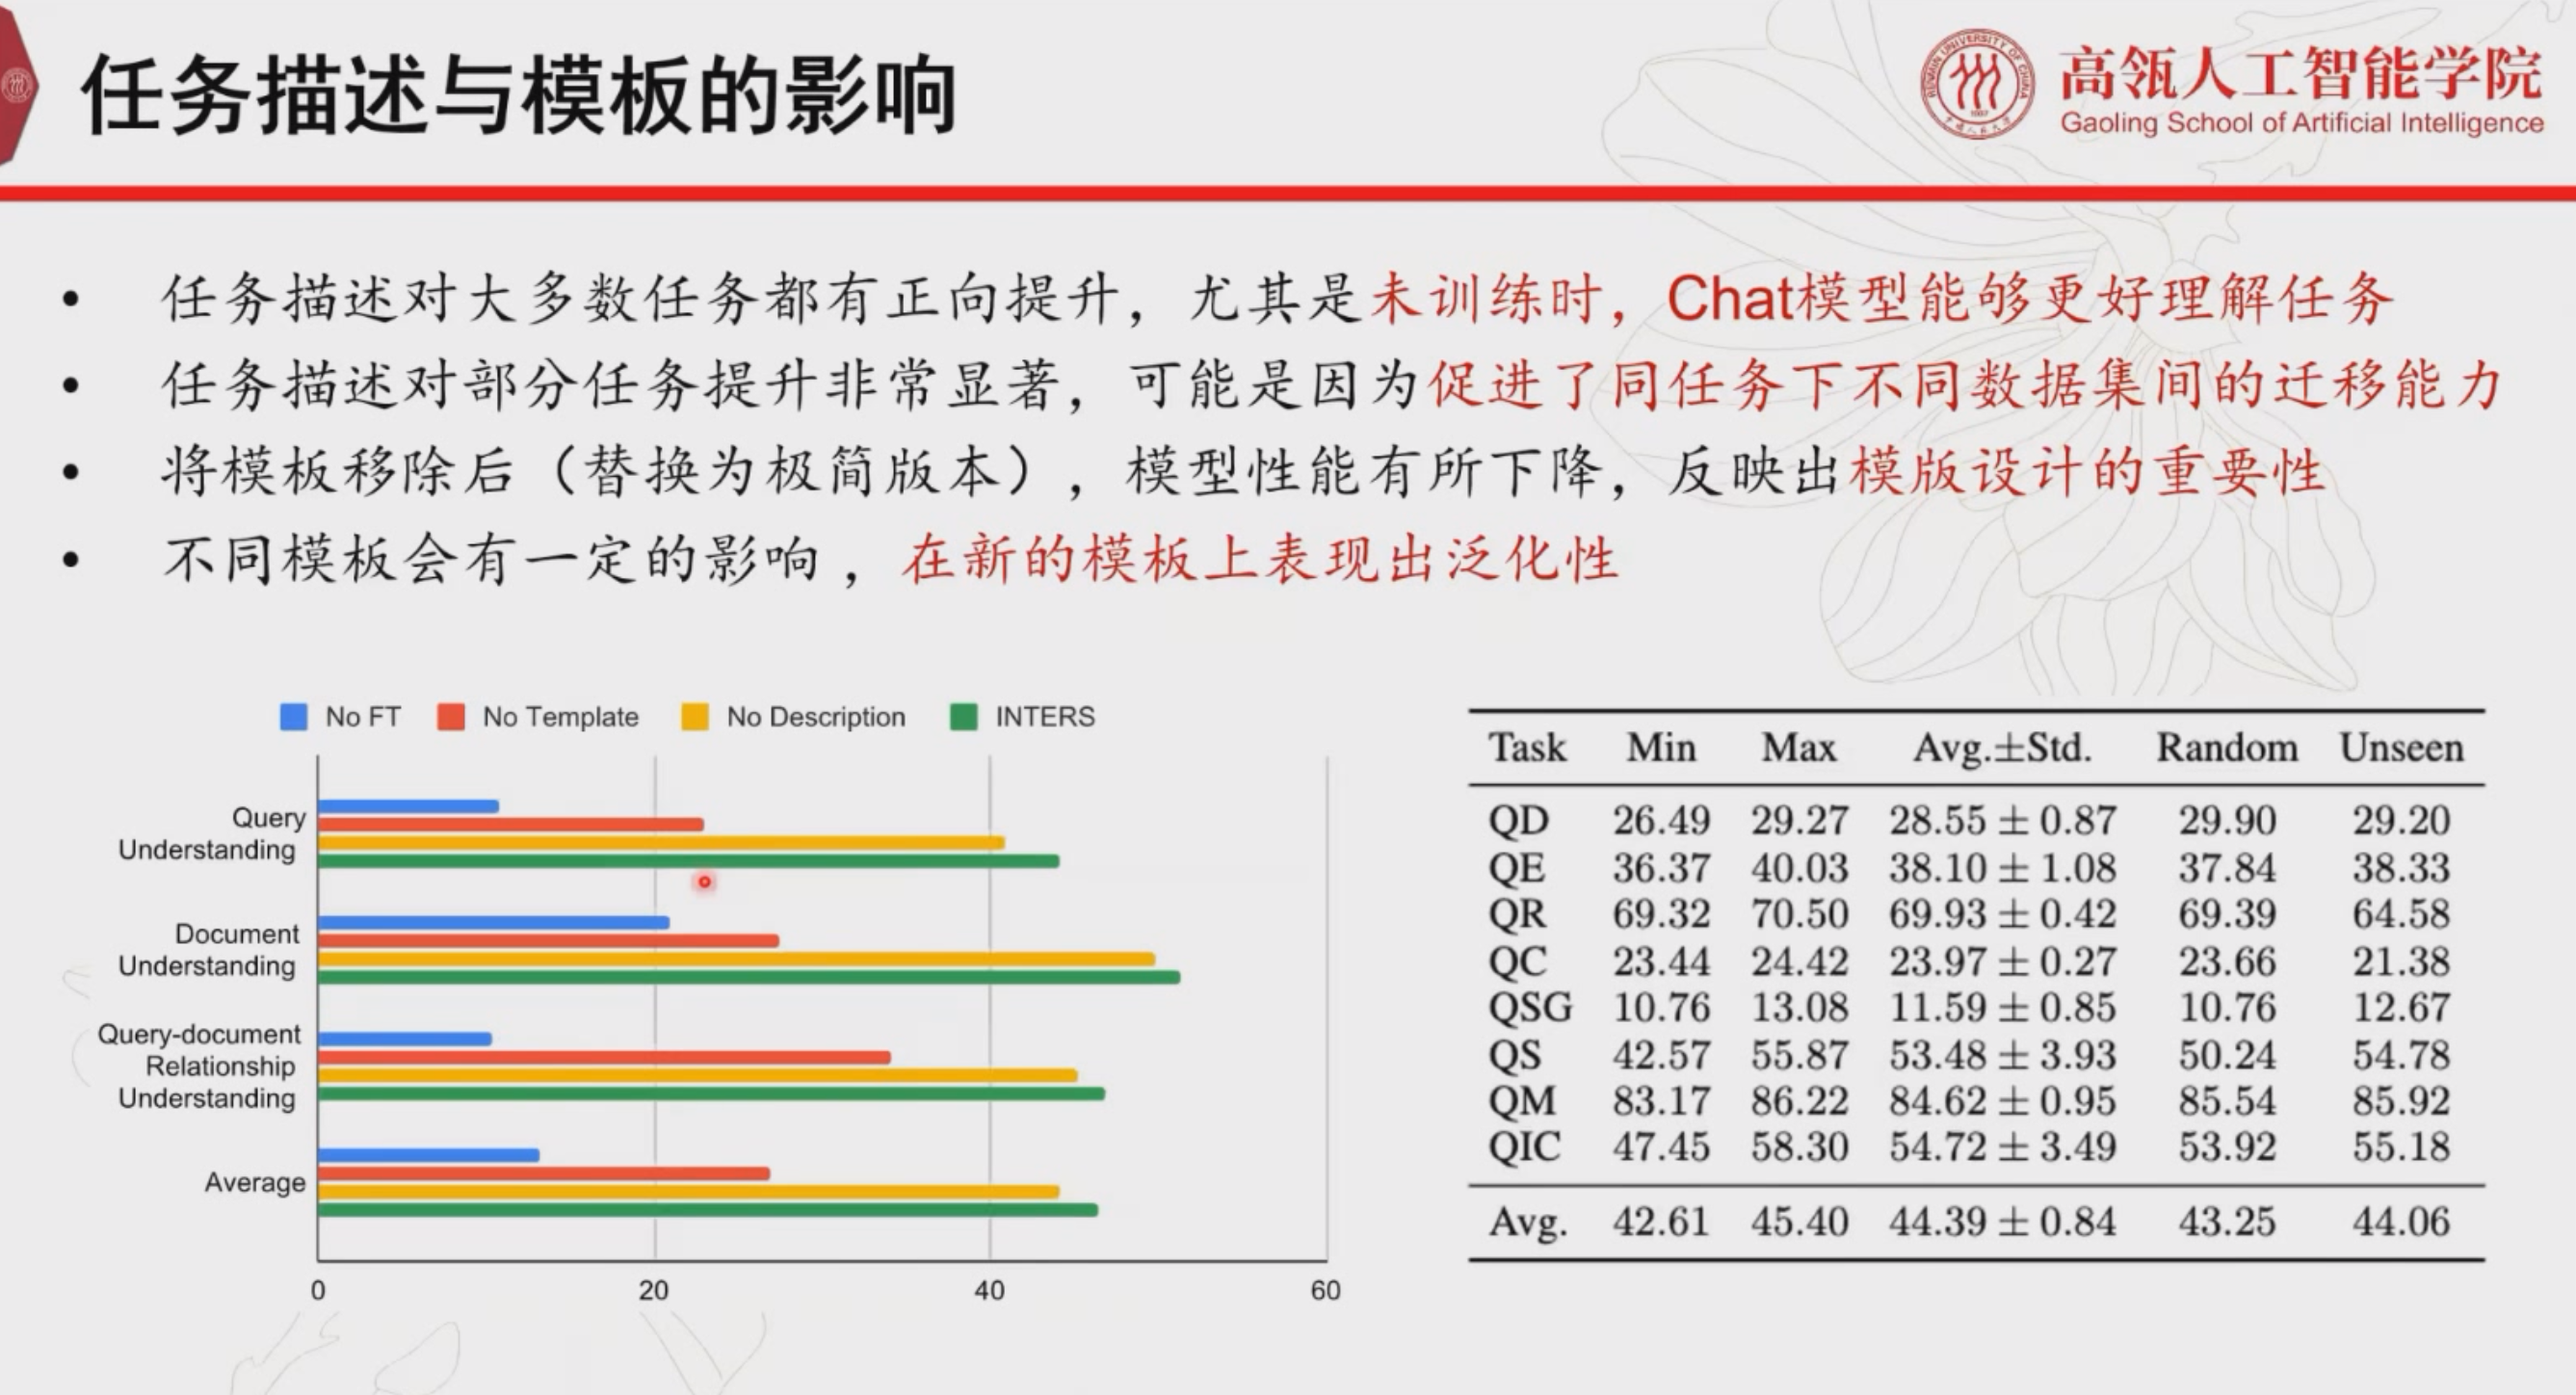 任务描述与模板的影响
高瓴人工智能学院
Gaoling School of Artificial Intelligence
• 任务描述对大多数任务都有正向提升，尤其是未训练时，Chat模型能够更好理解任务
• 任务描述对部分任务提升非常显著，可能是因为促进了同任务下不同数据集间的迁移能力
• 将模板移除后（替换为极简版本），模型性能有所下降，反映出模版设计的重要性
• 不同模板会有一定的影响，在新的模板上表现出泛化性
No FT No Template No Description INTERS
Query
Understanding
Document
Understanding
Query-document
Relationship
Understanding
Average
0 20 40 60
Task Min Max Avg.±Std. Random Unseen
QD 26.49 29.27 28.55 ± 0.87 29.90 29.20
QE 36.37 40.03 38.10 ± 1.08 37.84 38.33
QR 69.32 70.50 69.93 ± 0.42 69.39 64.58
QC 23.44 24.42 23.97 ± 0.27 23.66 21.38
QSG 10.76 13.08 11.59 ± 0.85 10.76 12.67
QS 42.57 55.87 53.48 ± 3.93 50.24 54.78
QM 83.17 86.22 84.62 ± 0.95 85.54 85.92
QIC 47.45 58.30 54.72 ± 3.49 53.92 55.18
Avg. 42.61 45.40 44.39 ± 0.84 43.25 44.06